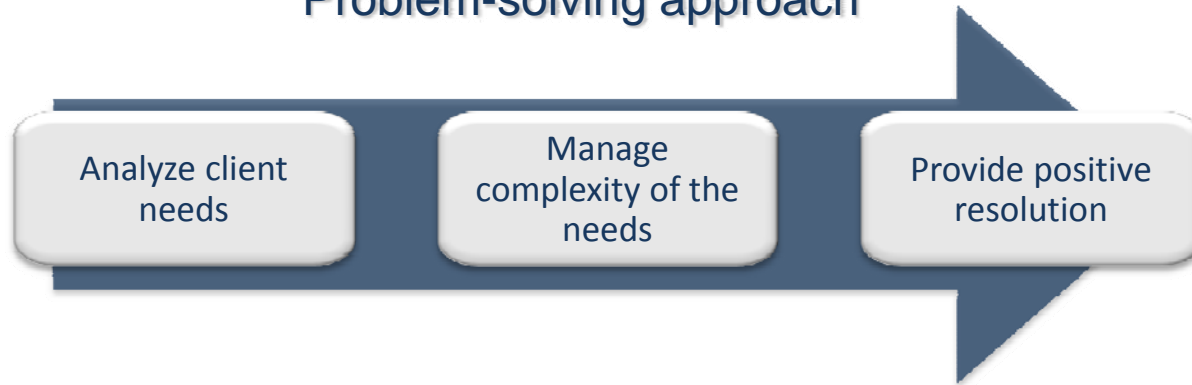 Problem-solving approach
Analyze client
needs
Manage
complexity of the
needs
Provide positive
resolution